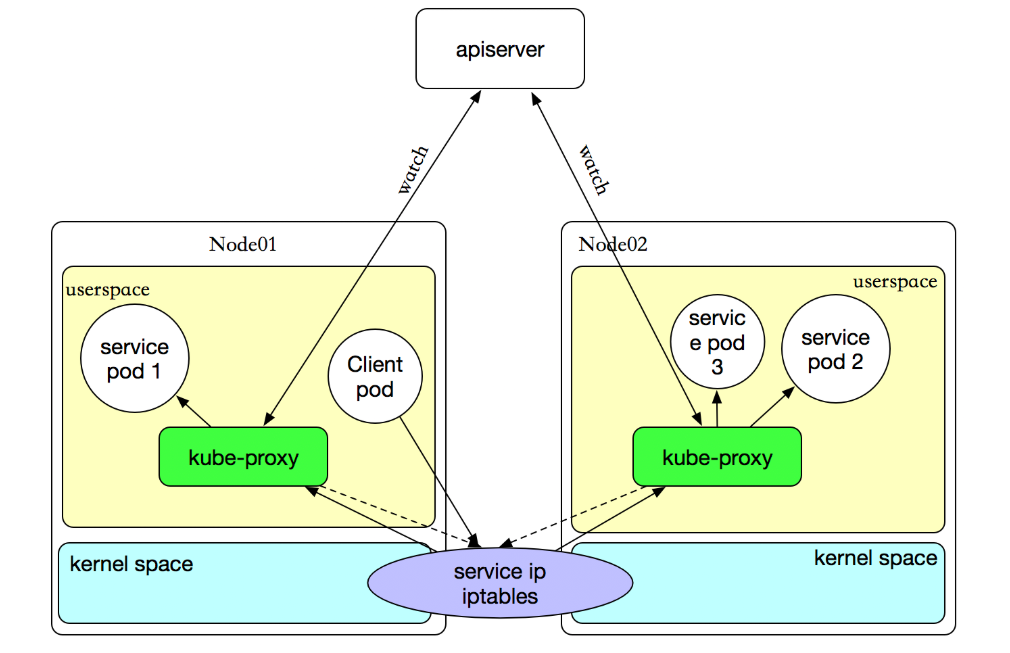 apiserver
watch
watch
Node01
Node02
userspace
userspace
service
pod 1
Client
pod
servic
e pod
3
service
pod 2
kube-proxy
kube-proxy
kernel space
kernel space
service ip
iptables